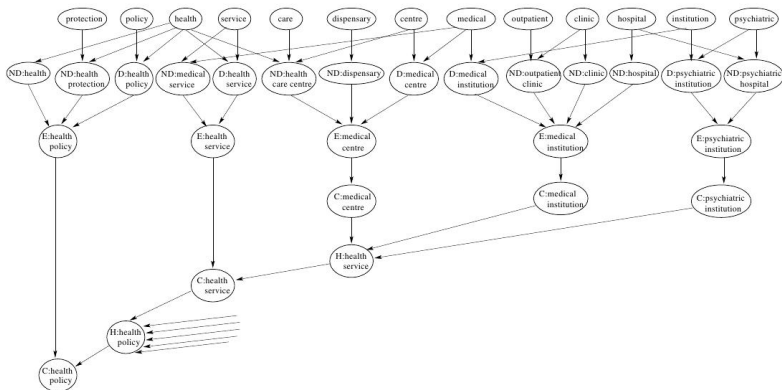 protection
policy
health
service
care
dispensary
centre
medical
outpatient
clinic
hospital
institution
psychiatric
ND:health
ND:health
protection
D:health
policy
ND:medical
service
D:health
service
ND:health
care centre
ND:dispensary
D:medical
centre
D:medical
institution
ND:outpatient
clinic
ND:clinic
ND:hospital
D:psychiatric
institution
ND:psychiatric
hospital
E:health
policy
E:health
service
E:medical
centre
E:medical
institution
E:psychiatric
institution
C:medical
centre
C:medical
institution
C:psychiatric
institution
H:health
service
C:health
service
H:health
policy
C:health
policy